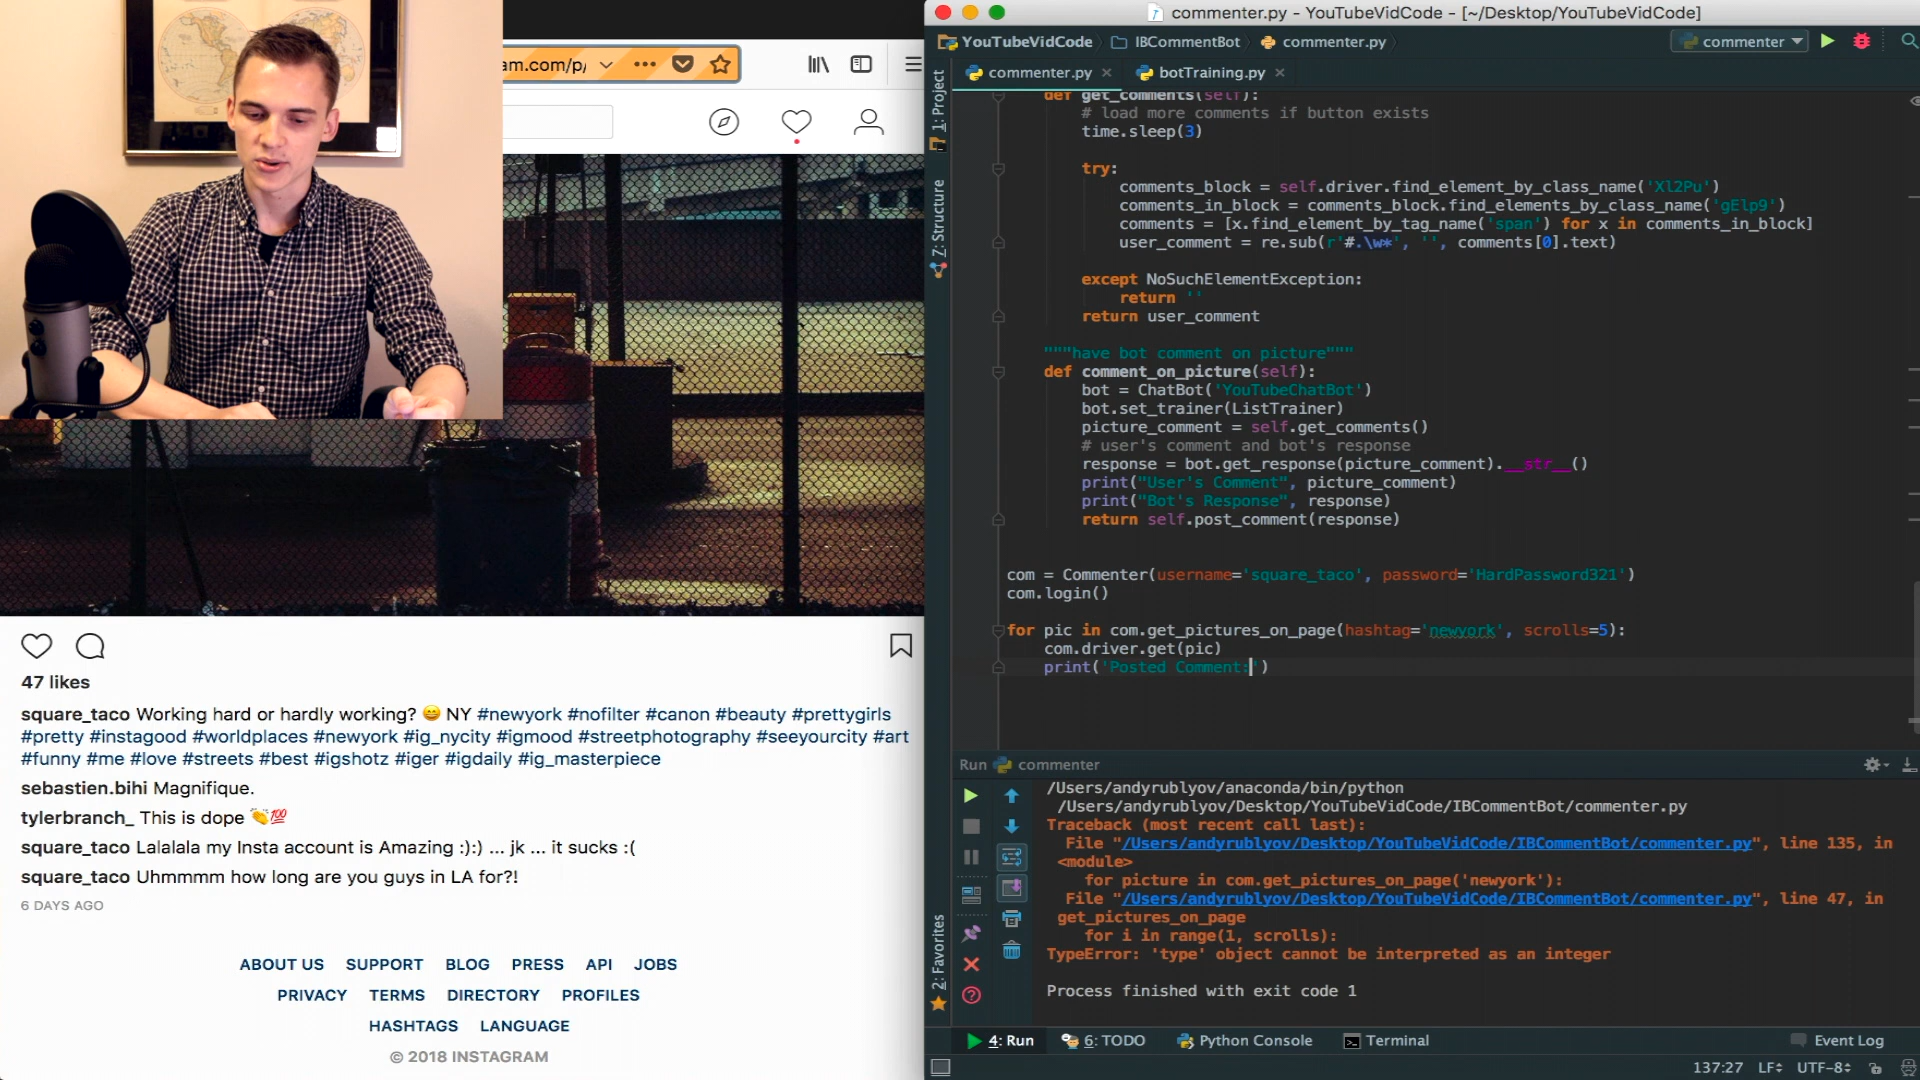 am.com/p/
47 likes
square_taco Working hard or hardly working? 😄 NY #newyork #nofilter #canon #beauty #prettygirls
#pretty #instagood #worldplaces #newyork #ig_nycity #igmood #streetphotography #seeyourcity #art
#funny #me #love #streets #best #igshotz #iger #igdaily #ig_masterpiece
sebastien.bihi Magnifique.
tylerbranch_ This is dope 👏💯
square_taco Lalalala my Insta account is Amazing :):) ... jk ... it sucks :(
square_taco Uhmmmm how long are you guys in LA for?!
6 DAYS AGO
ABOUT US SUPPORT BLOG PRESS API JOBS
PRIVACY TERMS DIRECTORY PROFILES
HASHTAGS LANGUAGE
© 2018 INSTAGRAM
commenter.py - YouTubeVidCode - [~/Desktop/YouTubeVidCode]
YouTubeVidCode IBCommentBot commenter.py commenter
commenter.py botTraining.py
1: Project
7: Structure
2: Favorites
def get_comments(self):
# load more comments if button exists
time.sleep(3)
try:
comments_block = self.driver.find_element_by_class_name('Xl2Pu')
comments_in_block = comments_block.find_elements_by_class_name('gElp9')
comments = [x.find_element_by_tag_name('span') for x in comments_in_block]
user_comment = re.sub(r'#.\w*', '', comments[0].text)
except NoSuchElementException:
return ''
return user_comment
"""have bot comment on picture"""
def comment_on_picture(self):
bot = ChatBot('YouTubeChatBot')
bot.set_trainer(ListTrainer)
picture_comment = self.get_comments()
# user's comment and bot's response
response = bot.get_response(picture_comment).__str__()
print("User's Comment", picture_comment)
print("Bot's Response", response)
return self.post_comment(response)
com = Commenter(username='square_taco', password='HardPassword321')
com.login()
for pic in com.get_pictures_on_page(hashtag='newyork', scrolls=5):
com.driver.get(pic)
print('Posted Comment:')
Run commenter
/Users/andyrublyov/anaconda/bin/python
/Users/andyrublyov/Desktop/YouTubeVidCode/IBCommentBot/commenter.py
Traceback (most recent call last):
File "/Users/andyrublyov/Desktop/YouTubeVidCode/IBCommentBot/commenter.py", line 135, in
<module>
for picture in com.get_pictures_on_page('newyork'):
File "/Users/andyrublyov/Desktop/YouTubeVidCode/IBCommentBot/commenter.py", line 47, in
get_pictures_on_page
for i in range(1, scrolls):
TypeError: 'type' object cannot be interpreted as an integer
Process finished with exit code 1
4: Run 6: TODO Python Console Terminal Event Log
137:27 LF UTF-8